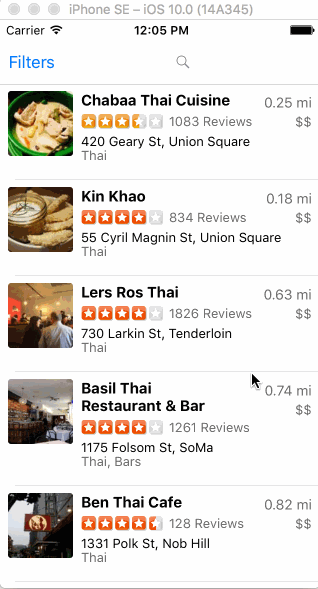 iPhone SE – iOS 10.0 (14A345)
Carrier 12:05 PM
Filters
Chabaa Thai Cuisine 0.25 mi
1083 Reviews $$
420 Geary St, Union Square
Thai
Kin Khao 0.18 mi
834 Reviews $$
55 Cyril Magnin St, Union Square
Thai
Lers Ros Thai 0.63 mi
1826 Reviews $$
730 Larkin St, Tenderloin
Thai
Basil Thai 0.74 mi
Restaurant & Bar $$
1261 Reviews
1175 Folsom St, SoMa
Thai, Bars
Ben Thai Cafe 0.82 mi
128 Reviews $$
1331 Polk St, Nob Hill
Thai